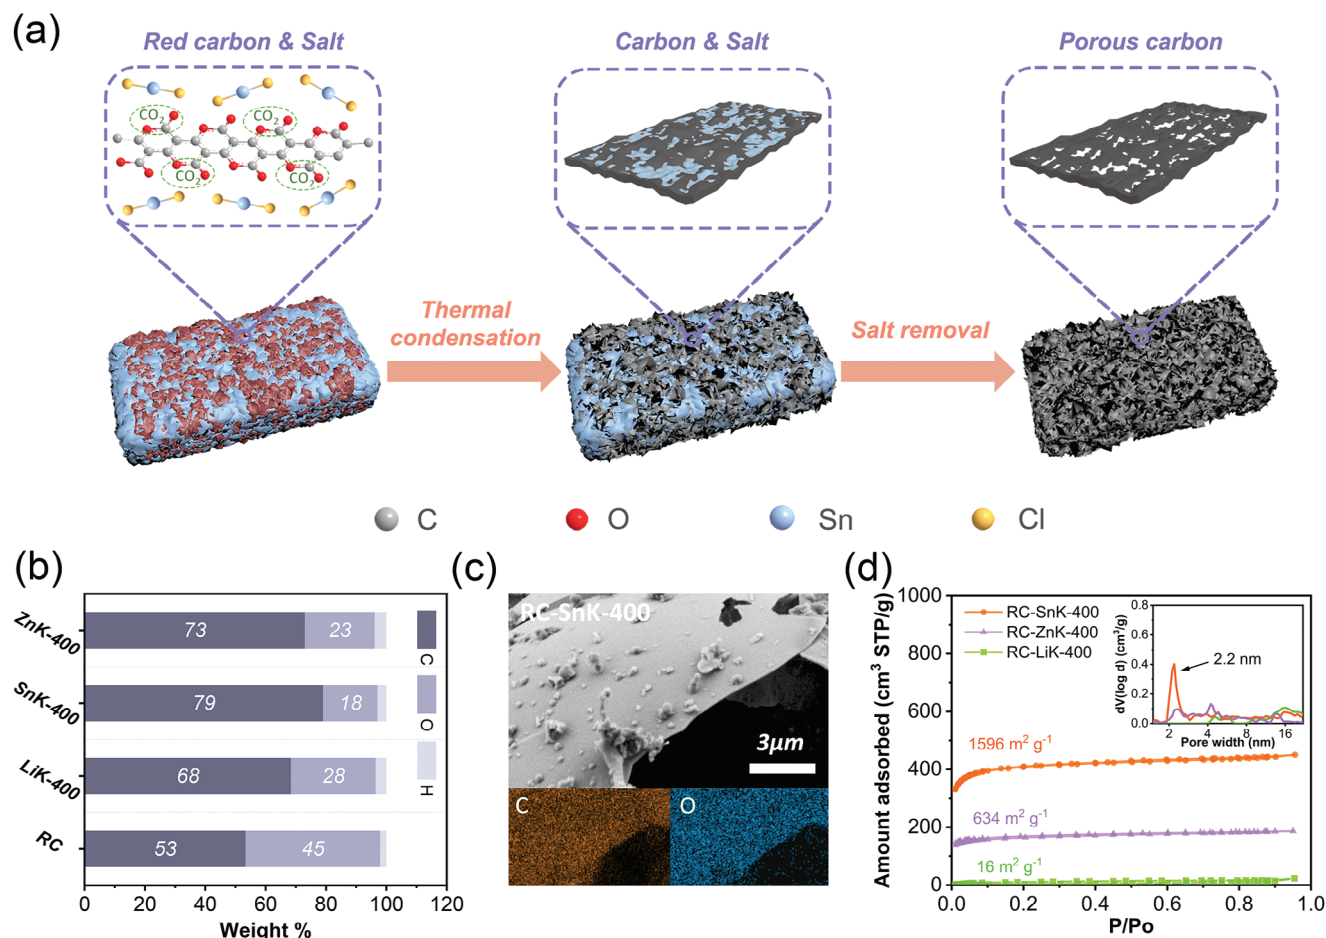 (a)
Red carbon & Salt
Carbon & Salt
Porous carbon
CO2
CO2
CO2
CO2
Thermal
condensation
Salt removal
C
O
Sn
Cl
(b)
ZnK-400
73
23
SnK-400
79
18
LiK-400
68
28
RC
53
45
C
O
H
0
20
40
60
80
100
120
Weight %
(c)
RC-SnK-400
3μm
C
O
(d)
Amount adsorbed (cm³ STP/g)
1000
800
600
400
200
0
RC-SnK-400
RC-ZnK-400
RC-LiK-400
dV(log d) (cm³/g)
0.8
0.6
0.4
0.2
0.0
2.2 nm
2
4
8
16
Pore width (nm)
1596 m² g⁻¹
634 m² g⁻¹
16 m² g⁻¹
0.0
0.2
0.4
0.6
0.8
1.0
P/Po